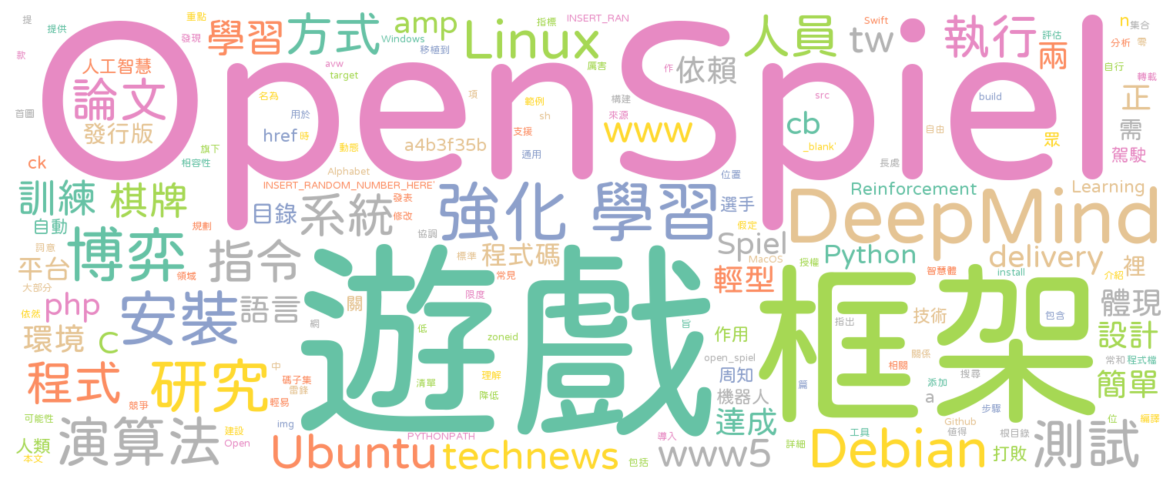 OpenSpiel
遊戲
框架
DeepMind
強化 學習
學習
方式
amp
Linux
人員
tw
執行
兩
依賴
正
需
駕駛
論文
人工智慧
發行版
ck
href
a4b3f35b
www
cb
訓練 棋牌
自動
目錄
系統
選手
Reinforcement
Learning
博弈
指令
程式碼
Spiel
Python
delivery
裡
平台
php
安裝
語言
關
輕型
體現
環境
C
作用
技術
設計
程式
研究
周知
機器人
a
簡單
達成
人類
演算法
Ubuntu
technews
www5
Debian
打敗
測試
提
提供
重點
發現
Windows
移植到
指標
INSERT_RAN
avw
target
厲害
作
Swift
評估
n
集合
分析
零
自行
轉載
首圖
旗下
相容性
名為
用於
動態
範例
sh
支援
通用
構建
來源
src
_blank`
build
自由
眾
長處
Alphabet
INSERT_RANDOM_NUMBER_HERE`
發表
修改
規劃
協調
標準
常見
位置
假定
MacOS
授權
智慧體
install
介紹
領域
詞意
大部分
依然
限度
zoneid
低
網
旨
open_spiel
指出
包含
關係
相關
搜尋
常和
程式檔
添加
清單
理解
降低
篇
中
碼子集
雷鋒
競爭
輕易
可能性
建設
Open
本文
img
PYTHONPATH
導入
包括
詳細
工具
步驟
Github
值得
根目錄
位
編譯